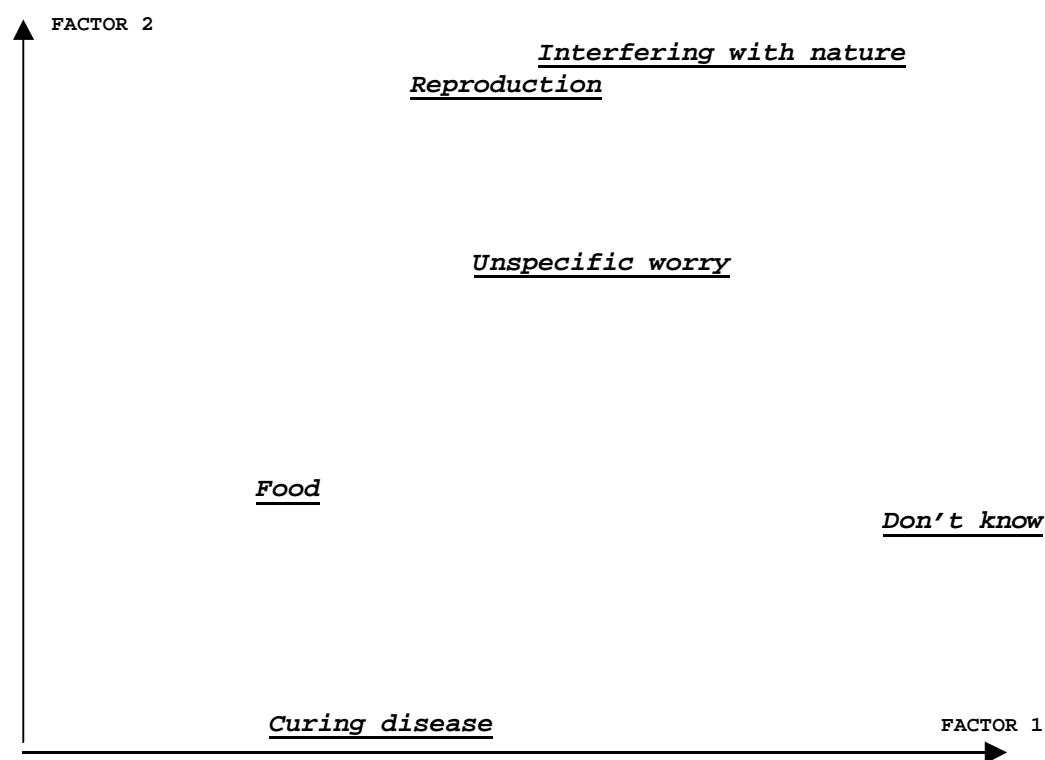 FACTOR 2
Interfering with nature
Reproduction
Unspecific worry
Food
Don't know
Curing disease
FACTOR 1